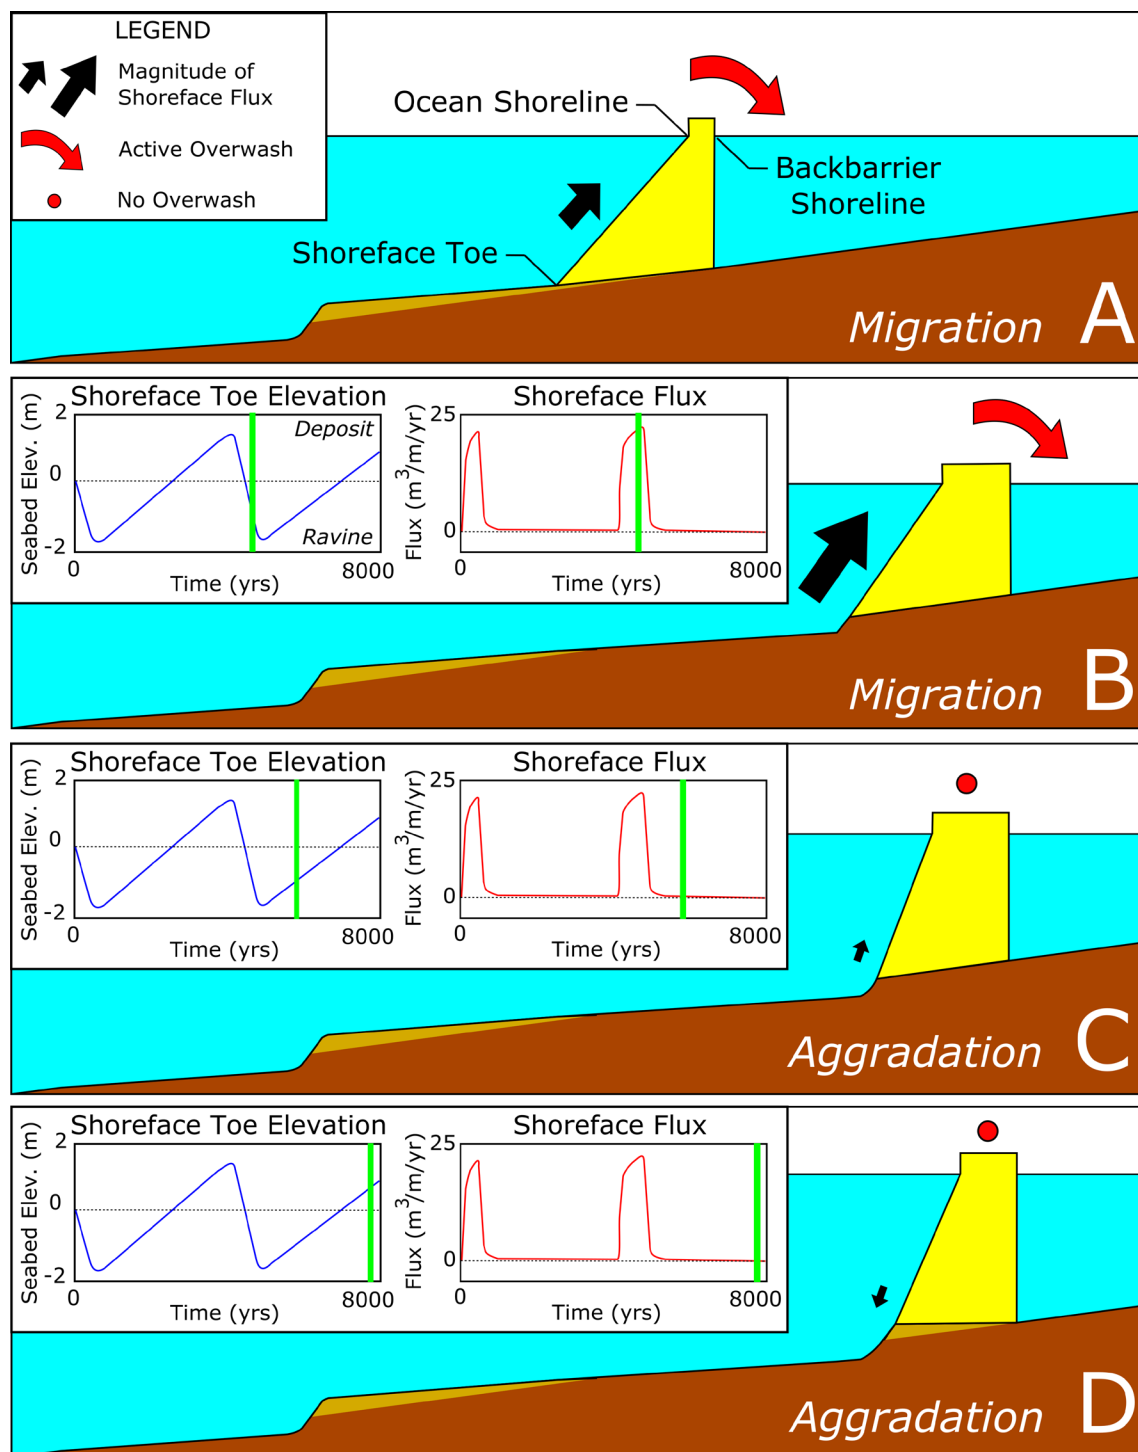 LEGEND
Magnitude of
Shoreface Flux
Active Overwash
No Overwash
Ocean Shoreline
Backbarrier
Shoreline
Shoreface Toe
Migration A
Shoreface Toe Elevation
Seabed Elev. (m)
2
0
-2
Deposit
Ravine
0
8000
Time (yrs)
Shoreface Flux
Flux (m³/m/yr)
25
0
0
8000
Time (yrs)
Migration B
Shoreface Toe Elevation
Seabed Elev. (m)
2
0
-2
0
8000
Time (yrs)
Shoreface Flux
Flux (m³/m/yr)
25
0
0
8000
Time (yrs)
Aggradation C
Shoreface Toe Elevation
Seabed Elev. (m)
2
0
-2
0
8000
Time (yrs)
Shoreface Flux
Flux (m³/m/yr)
25
0
0
8000
Time (yrs)
Aggradation D